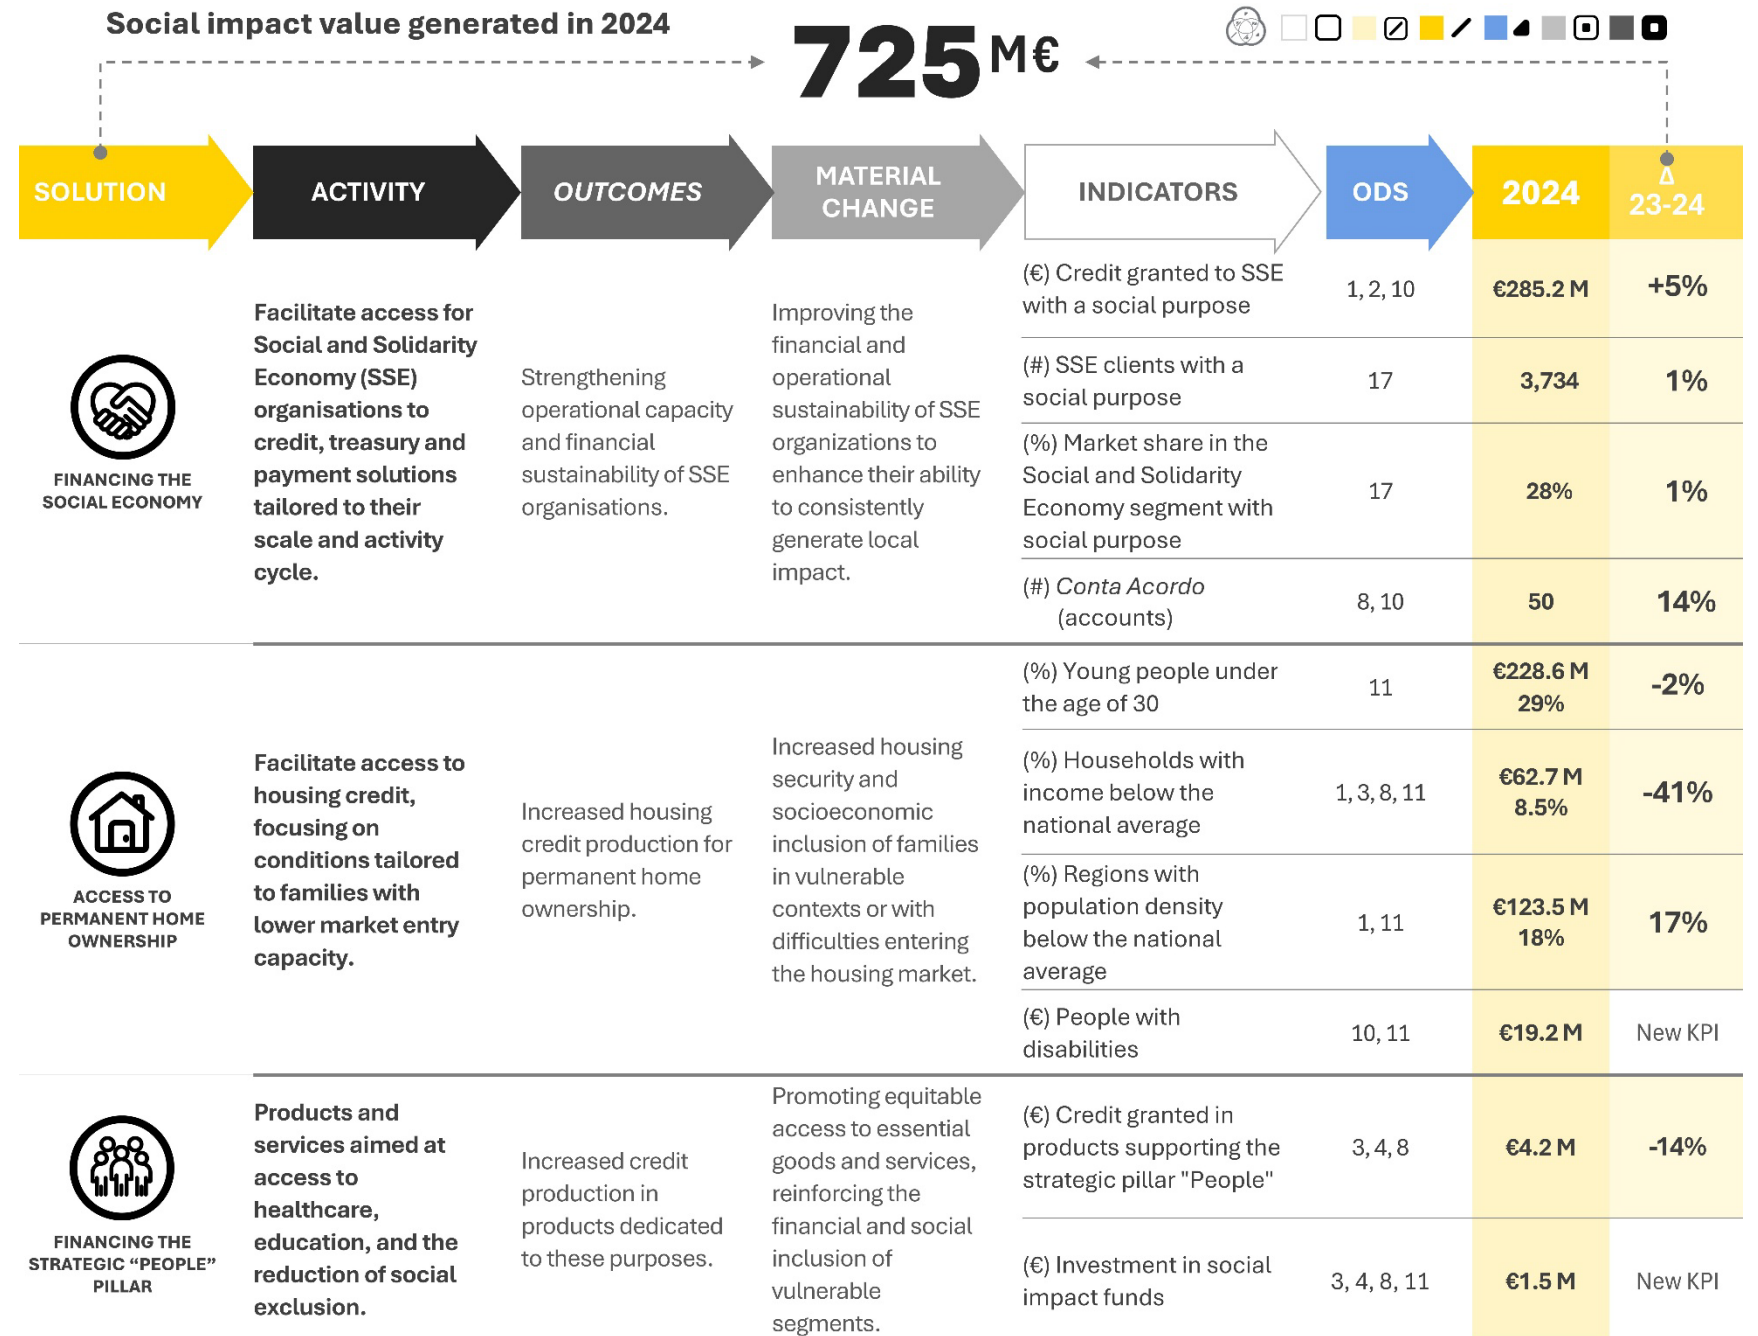 Social impact value generated in 2024
725 M€
SOLUTION
ACTIVITY
OUTCOMES
MATERIAL
CHANGE
INDICATORS
ODS
2024
Δ
23-24
FINANCING THE
SOCIAL ECONOMY
Facilitate access for
Social and Solidarity
Economy (SSE)
organisations to
credit, treasury and
payment solutions
tailored to their
scale and activity
cycle.
Strengthening
operational capacity
and financial
sustainability of SSE
organisations.
Improving the
financial and
operational
sustainability of SSE
organizations to
enhance their ability
to consistently
generate local
impact.
(€) Credit granted to SSE
with a social purpose
1, 2, 10
€285.2 M
+5%
(#) SSE clients with a
social purpose
17
3,734
1%
(%) Market share in the
Social and Solidarity
Economy segment with
social purpose
17
28%
1%
(#) Conta Acordo
(accounts)
8, 10
50
14%
ACCESS TO
PERMANENT HOME
OWNERSHIP
Facilitate access to
housing credit,
focusing on
conditions tailored
to families with
lower market entry
capacity.
Increased housing
credit production for
permanent home
ownership.
Increased housing
security and
socioeconomic
inclusion of families
in vulnerable
contexts or with
difficulties entering
the housing market.
(%) Young people under
the age of 30
11
€228.6 M
29%
-2%
(%) Households with
income below the
national average
1, 3, 8, 11
€62.7 M
8.5%
-41%
(%) Regions with
population density
below the national
average
1, 11
€123.5 M
18%
17%
(€) People with
disabilities
10, 11
€19.2 M
New KPI
FINANCING THE
STRATEGIC “PEOPLE”
PILLAR
Products and
services aimed at
access to
healthcare,
education, and the
reduction of social
exclusion.
Increased credit
production in
products dedicated
to these purposes.
Promoting equitable
access to essential
goods and services,
reinforcing the
financial and social
inclusion of
vulnerable
segments.
(€) Credit granted in
products supporting the
strategic pillar "People"
3, 4, 8
€4.2 M
-14%
(€) Investment in social
impact funds
3, 4, 8, 11
€1.5 M
New KPI